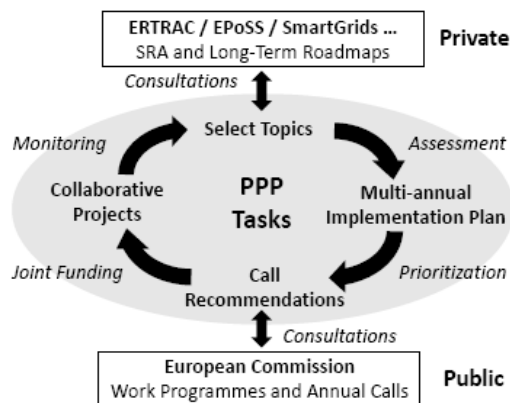 ERTRAC / EPoSS / SmartGrids ...
SRA and Long-Term Roadmaps
Private
Consultations
Select Topics
Monitoring
Assessment
Collaborative
Projects
PPP
Tasks
Multi-annual
Implementation Plan
Joint Funding
Call
Recommendations
Prioritization
Consultations
European Commission
Work Programmes and Annual Calls
Public